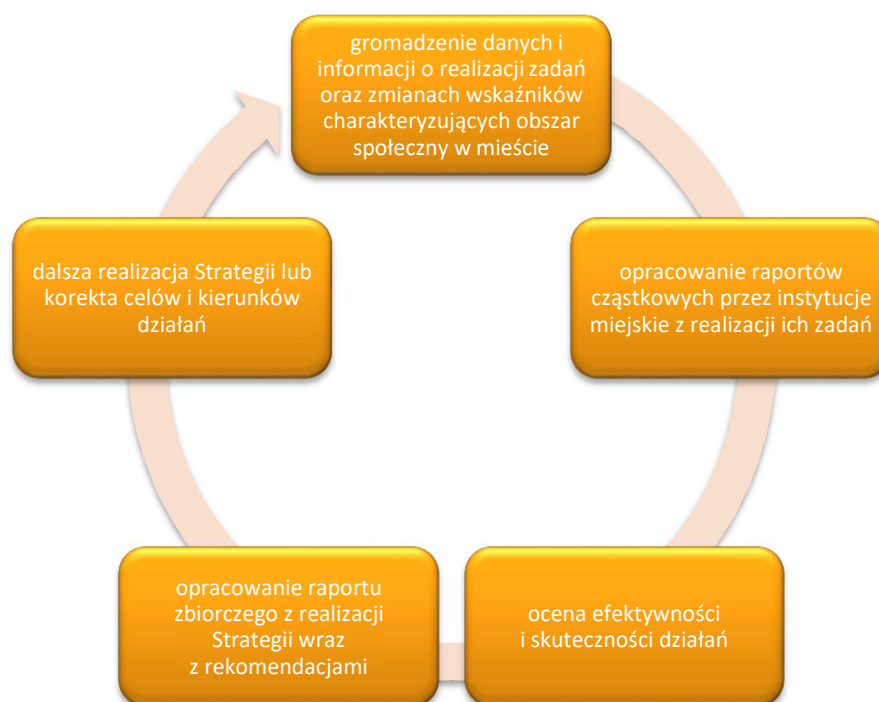 gromadzenie danych i
informacji o realizacji zadań
oraz zmianach wskaźników
charakteryzujących obszar
społeczny w mieście
opracowanie raportów
cząstkowych przez instytucje
miejskie z realizacji ich zadań
ocena efektywności
i skuteczności działań
opracowanie raportu
zbiorczego z realizacji
Strategii wraz
z rekomendacjami
dalsza realizacja Strategii lub
korekta celów i kierunków
działań